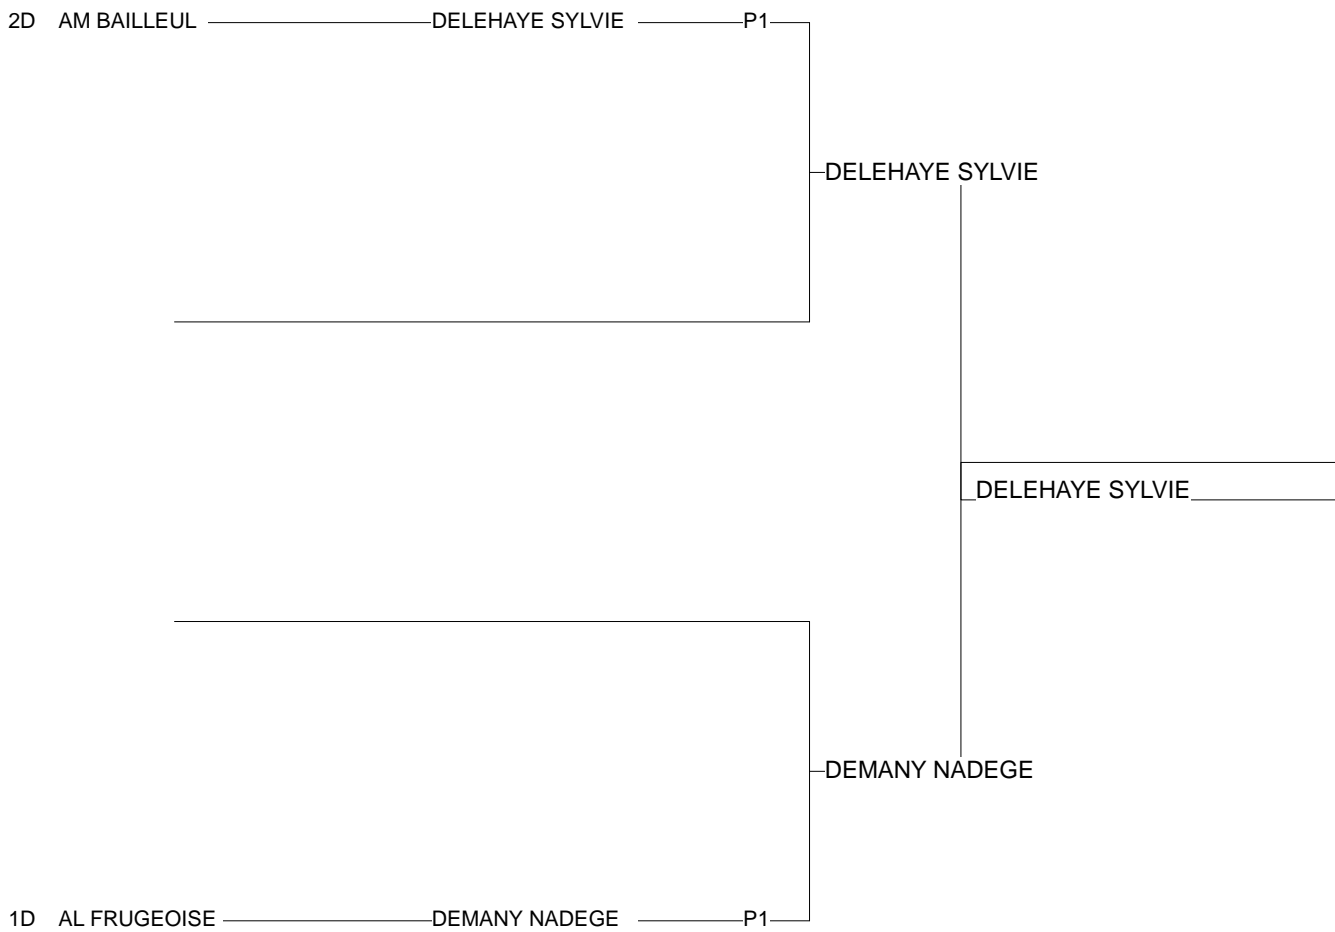 2D AM BAILLEUL DELEHAYE SYLVIE P1
DELEHAYE SYLVIE
DELEHAYE SYLVIE
DEMANY NADEGE
1D AL FRUGEOISE DEMANY NADEGE P1